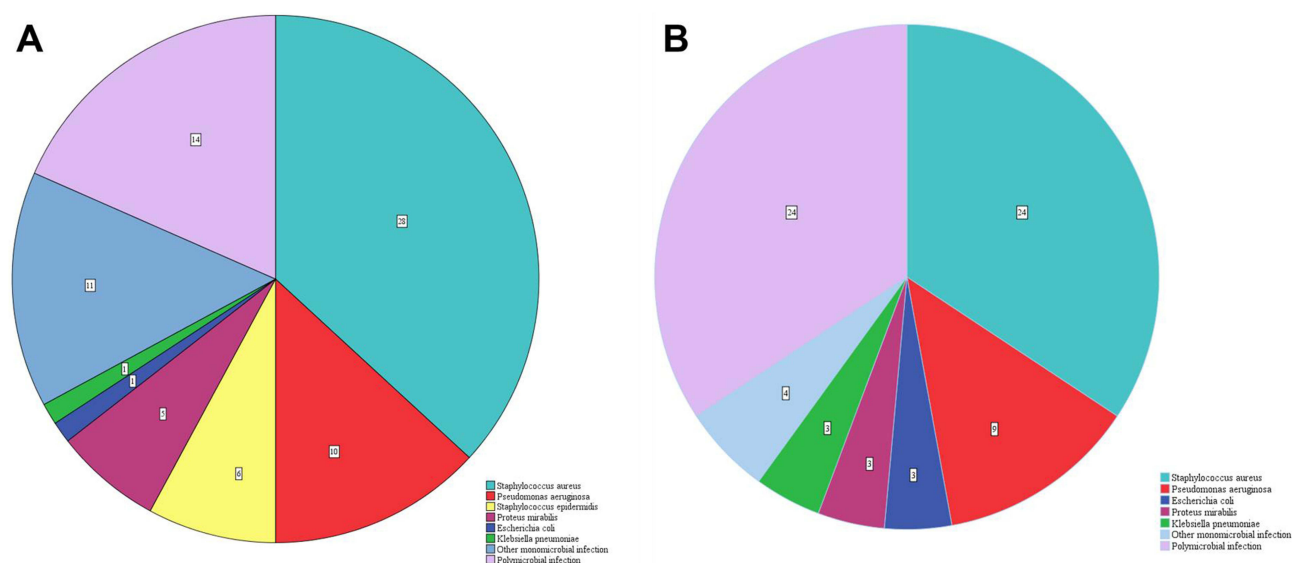 A
B
14
28
11
1
1
5
6
10
Staphylococcus aureus
Pseudomonas aeruginosa
Staphylococcus epidermidis
Proteus mirabilis
Escherichia coli
Klebsiella pneumoniae
Other monomicrobial infection
Polymicrobial infection
24
24
4
3
3
3
9
Staphylococcus aureus
Pseudomonas aeruginosa
Escherichia coli
Proteus mirabilis
Klebsiella pneumoniae
Other monomicrobial infection
Polymicrobial infection